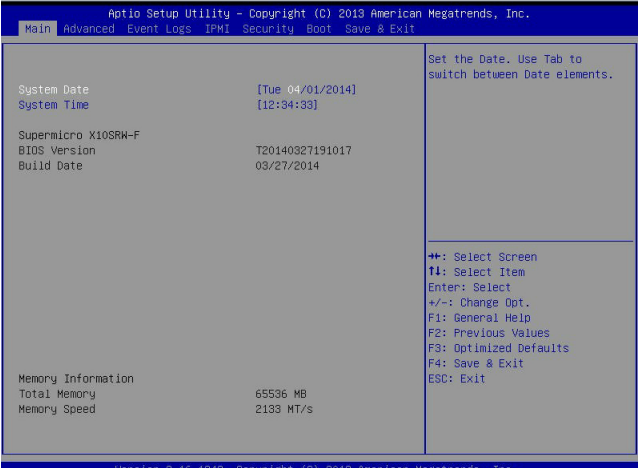 Aptio Setup Utility – Copyright (C) 2013 American Megatrends, Inc.
Main Advanced Event Logs IPMI Security Boot Save & Exit
Set the Date. Use Tab to
switch between Date elements.
System Date [Tue 04/01/2014]
System Time [12:34:33]
Supermicro X10SRW-F
BIOS Version T20140327191017
Build Date 03/27/2014
Memory Information
Total Memory 65536 MB
Memory Speed 2133 MT/s
→←: Select Screen
↑↓: Select Item
Enter: Select
+/-: Change Opt.
F1: General Help
F2: Previous Values
F3: Optimized Defaults
F4: Save & Exit
ESC: Exit